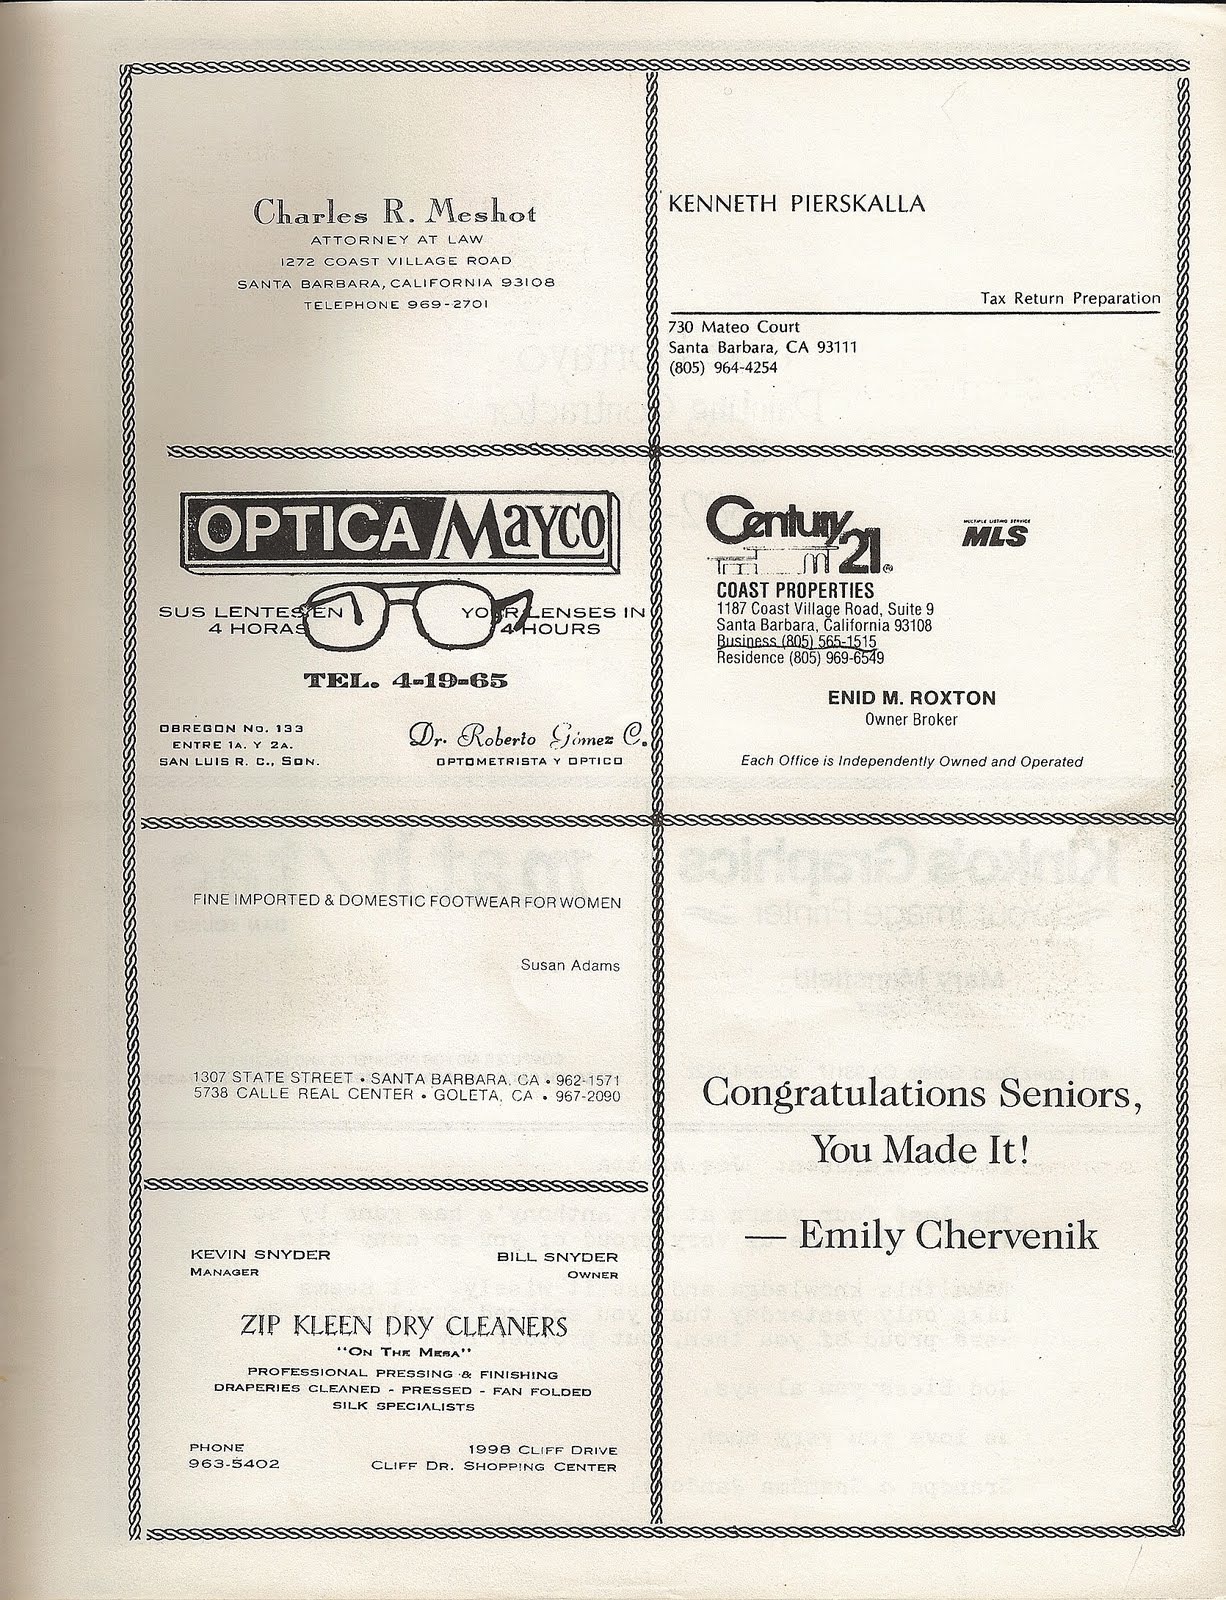 Charles R. Meshot
ATTORNEY AT LAW
1272 COAST VILLAGE ROAD
SANTA BARBARA, CALIFORNIA 93108
TELEPHONE 969-2701
KENNETH PIERSKALLA
Tax Return Preparation
730 Mateo Court
Santa Barbara, CA 93111
(805) 964-4254
OPTICA Mayco
SUS LENTES EN
4 HORAS
YOUR LENSES IN
4 HOURS
TEL. 4-19-65
OBREGON No. 133
ENTRE 1A. Y 2A.
SAN LUIS R. C., SON.
Dr. Roberto Gómez C.
OPTOMETRISTA Y OPTICO
Century 21®
MULTIPLE LISTING SERVICE
MLS
COAST PROPERTIES
1187 Coast Village Road, Suite 9
Santa Barbara, California 93108
Business (805) 565-1515
Residence (805) 969-6549
ENID M. ROXTON
Owner Broker
Each Office is Independently Owned and Operated
FINE IMPORTED & DOMESTIC FOOTWEAR FOR WOMEN
Susan Adams
1307 STATE STREET • SANTA BARBARA, CA • 962-1571
5738 CALLE REAL CENTER • GOLETA, CA • 967-2090
KEVIN SNYDER
MANAGER
BILL SNYDER
OWNER
ZIP KLEEN DRY CLEANERS
"ON THE MESA"
PROFESSIONAL PRESSING & FINISHING
DRAPERIES CLEANED - PRESSED - FAN FOLDED
SILK SPECIALISTS
PHONE
963-5402
1998 CLIFF DRIVE
CLIFF DR. SHOPPING CENTER
Congratulations Seniors,
You Made It!
— Emily Chervenik